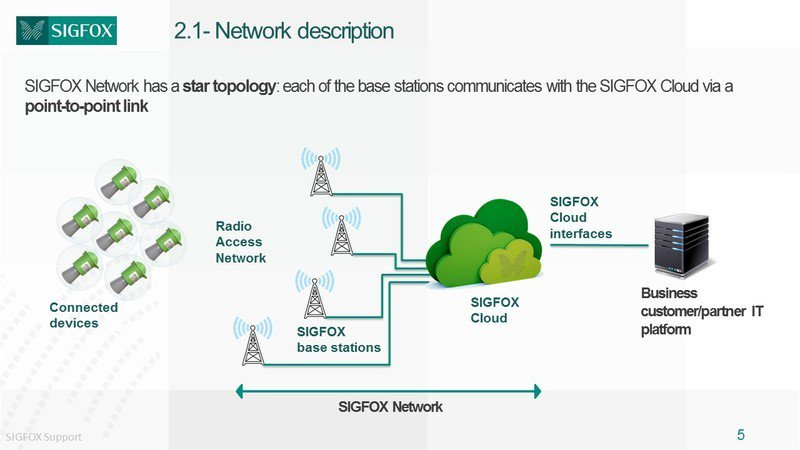 SIGFOX
2.1- Network description
SIGFOX Network has a star topology: each of the base stations communicates with the SIGFOX Cloud via a
point-to-point link
Radio
Access
Network
SIGFOX
Cloud
interfaces
Connected
devices
SIGFOX
base stations
SIGFOX
Cloud
Business
customer/partner IT
platform
SIGFOX Network
SIGFOX Support
5